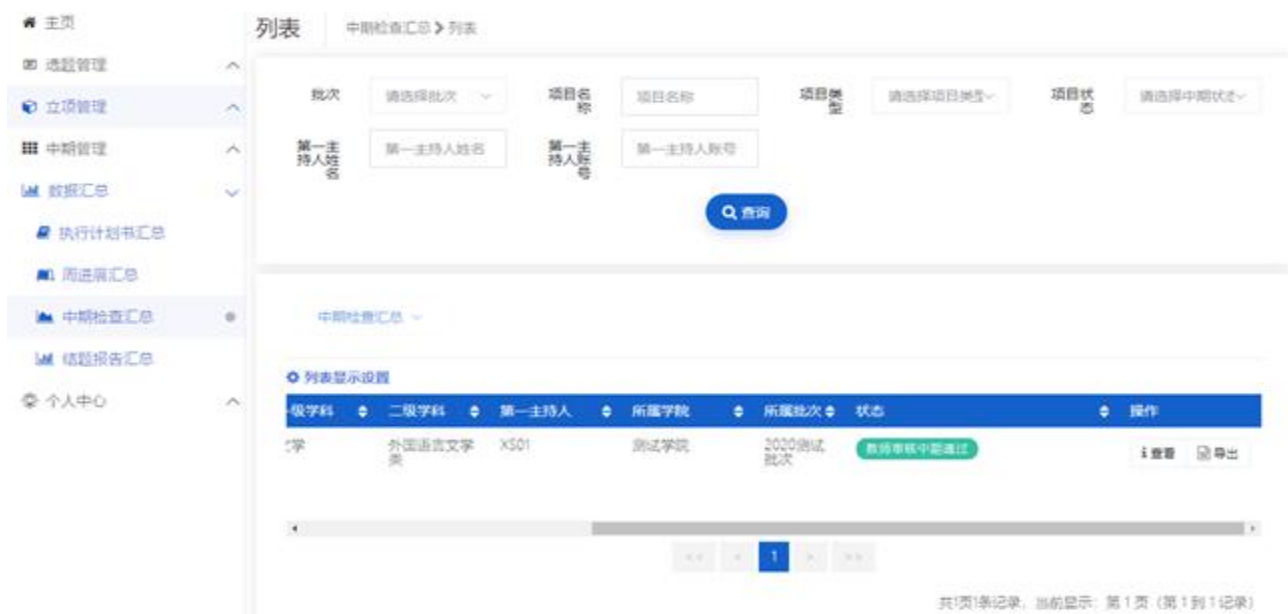 主页
选题管理
立项管理
中期管理
数据汇总
执行计划书汇总
周进展汇总
中期检查汇总
结题报告汇总
个人中心
列表
中期检查汇总 > 列表
批次
请选择批次
项目名称
项目名称
项目类型
请选择项目类型
项目状态
请选择中期状态
第一主持人姓名
第一主持人姓名
第一主持人账号
第一主持人账号
查询
中期检查汇总
列表显示设置
级学科 二级学科 第一主持人 所属学院 所属批次 状态 操作
学 外国语言文学类 XS01 测试学院 2020测试批次 教师审核中期通过 查看 导出
<< < 1 > >>
共1页1条记录，当前显示：第 1 页（第 1 到 1 记录）